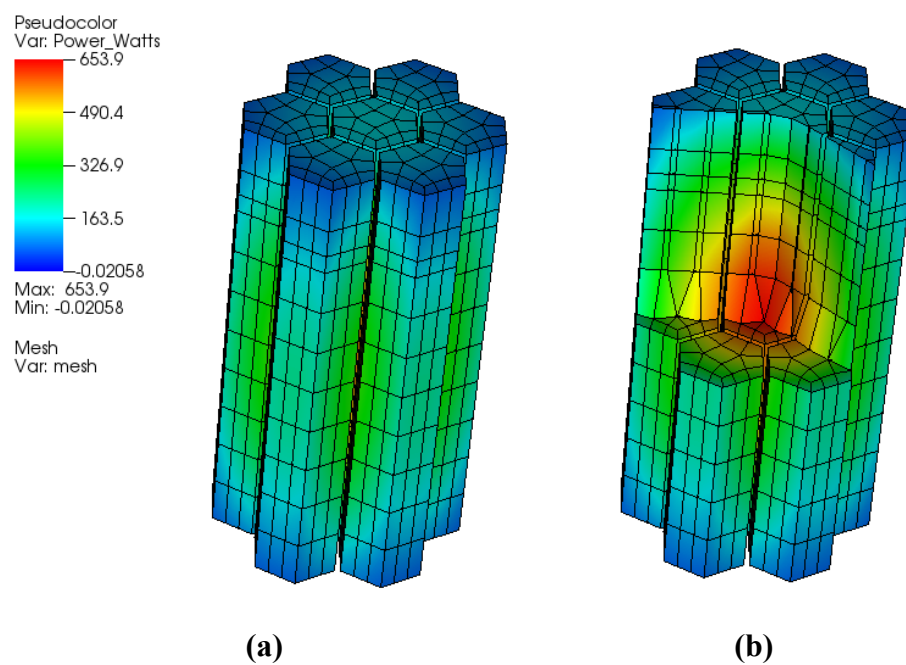 Pseudocolor
Var: Power_Watts
653.9
490.4
326.9
163.5
-0.02058
Max: 653.9
Min: -0.02058
Mesh
Var: mesh
(a)
(b)